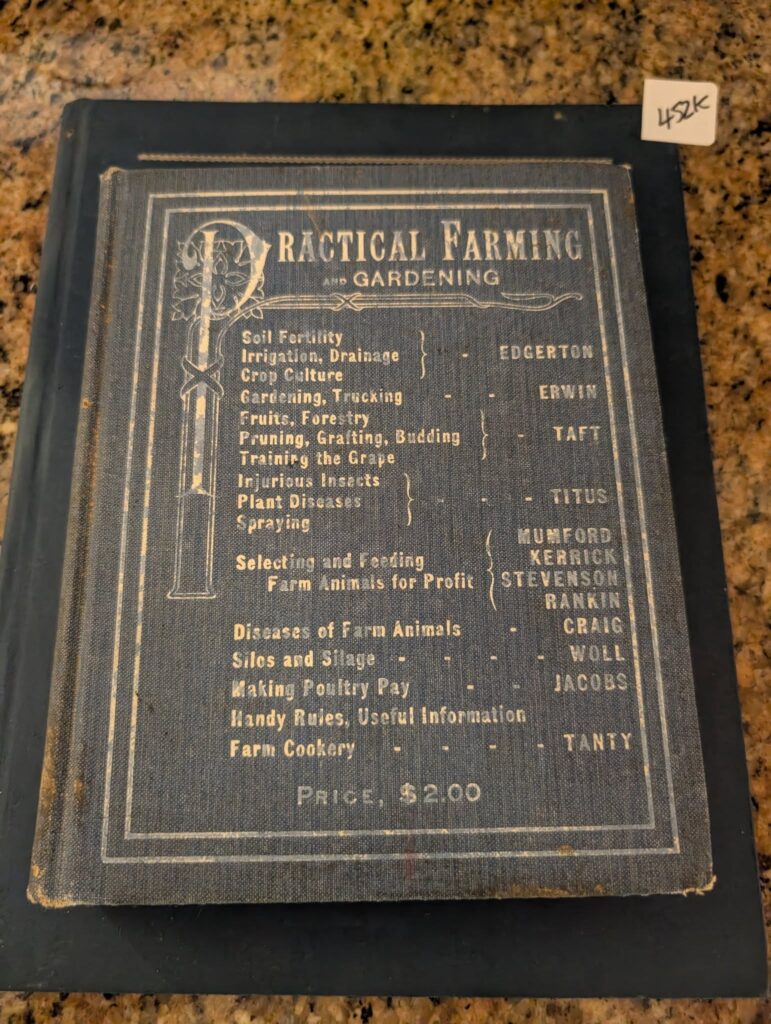 452K
PRACTICAL FARMING
AND GARDENING
Soil Fertility
Irrigation, Drainage - EDGERTON
Crop Culture
Gardening, Trucking - - ERWIN
Fruits, Forestry
Pruning, Grafting, Budding - TAFT
Training the Grape
Injurious Insects
Plant Diseases - - - TITUS
Spraying
MUMFORD
Selecting and Feeding KERRICK
Farm Animals for Profit STEVENSON
RANKIN
Diseases of Farm Animals - CRAIG
Silos and Silage - - - - WOLL
Making Poultry Pay - - JACOBS
Handy Rules, Useful Information
Farm Cookery - - - - TANTY
PRICE, $2.00